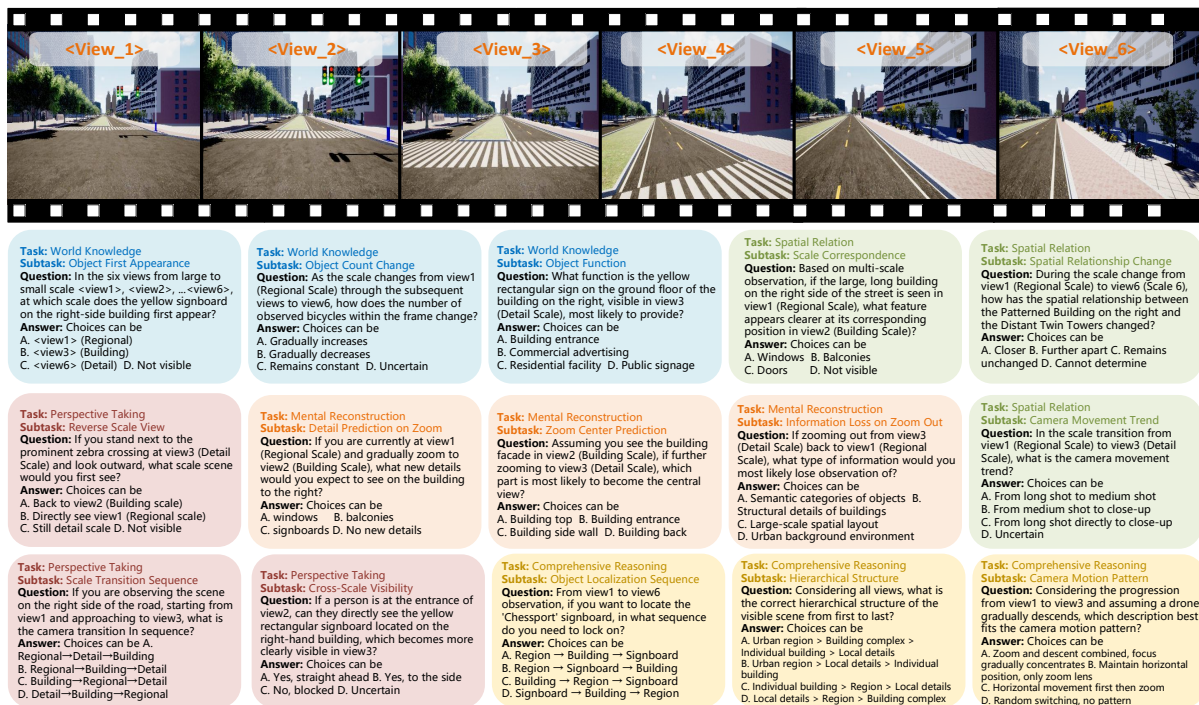 <View_1>
<View_2>
<View_3>
<View_4>
<View_5>
<View_6>
Task: World Knowledge
Subtask: Object First Appearance
Question: In the six views from large to
small scale <view1>, <view2>, ...<view6>,
at which scale does the yellow signboard
on the right-side building first appear?
Answer: Choices can be
A. <view1> (Regional)
B. <view3> (Building)
C. <view6> (Detail) D. Not visible
Task: World Knowledge
Subtask: Object Count Change
Question: As the scale changes from view1
(Regional Scale) through the subsequent
views to view6, how does the number of
observed bicycles within the frame change?
Answer: Choices can be
A. Gradually increases
B. Gradually decreases
C. Remains constant D. Uncertain
Task: World Knowledge
Subtask: Object Function
Question: What function is the yellow
rectangular sign on the ground floor of the
building on the right, visible in view3
(Detail Scale), most likely to provide?
Answer: Choices can be
A. Building entrance
B. Commercial advertising
C. Residential facility D. Public signage
Task: Spatial Relation
Subtask: Scale Correspondence
Question: Based on multi-scale
observation, if the large, long building
on the right side of the street is seen in
view1 (Regional Scale), what feature
appears clearer at its corresponding
position in view2 (Building Scale)?
Answer: Choices can be
A. Windows B. Balconies
C. Doors D. Not visible
Task: Spatial Relation
Subtask: Spatial Relationship Change
Question: During the scale change from
view1 (Regional) to view6 (Scale 6),
how has the spatial relationship between
the Patterned Building on the right and
the Distant Twin Towers changed?
Answer: Choices can be
A. Closer B. Further apart C. Remains
unchanged D. Cannot determine
Task: Perspective Taking
Subtask: Reverse Scale View
Question: If you stand next to the
prominent zebra crossing at view3 (Detail
Scale) and look outward, what scale scene
would you first see?
Answer: Choices can be
A. Back to view2 (Building scale)
B. Directly see view1 (Regional scale)
C. Still detail scale D. Not visible
Task: Mental Reconstruction
Subtask: Detail Prediction on Zoom
Question: If you are currently at view1
(Regional Scale) and gradually zoom to
view2 (Building Scale), what new details
would you expect to see on the building
to the right?
Answer: Choices can be
A. windows B. balconies
C. signboards D. No new details
Task: Mental Reconstruction
Subtask: Zoom Center Prediction
Question: Assuming you see the building
facade in view2 (Building Scale), if further
zooming to view3 (Detail Scale), which
part is most likely to become the central
view?
Answer: Choices can be
A. Building top B. Building entrance
C. Building side wall D. Building back
Task: Mental Reconstruction
Subtask: Information Loss on Zoom Out
Question: If zooming out from view3
(Detail Scale) back to view1 (Regional
Scale), what type of information would you
most likely lose observation of?
Answer: Choices can be
A. Semantic categories of objects B.
Structural details of buildings
C. Large-scale spatial layout
D. Urban background environment
Task: Spatial Relation
Subtask: Camera Movement Trend
Question: In the scale transition from
view1 (Regional Scale) to view3 (Detail
Scale), what is the camera movement
trend?
Answer: Choices can be
A. From long shot to medium shot
B. From medium shot to close-up
C. From long shot directly to close-up
D. Uncertain
Task: Perspective Taking
Subtask: Scale Transition Sequence
Question: If you are observing the scene
on the right side of the road, starting from
view1 and approaching to view3, what is
the camera transition In sequence?
Answer: Choices can be A.
Regional→Detail→Building
B. Regional→Building→Detail
C. Building→Regional→Detail
D. Detail→Building→Regional
Task: Perspective Taking
Subtask: Cross-Scale Visibility
Question: If a person is at the entrance of
view2, can they directly see the yellow
rectangular signboard located on the
right-hand building, which becomes more
clearly visible in view3?
Answer: Choices can be
A. Yes, straight ahead B. Yes, to the side
C. No, blocked D. Uncertain
Task: Comprehensive Reasoning
Subtask: Object Localization Sequence
Question: From view1 to view6
observation, if you want to locate the
'Chessport' signboard, in what sequence
do you need to lock on?
Answer: Choices can be
A. Region → Building → Signboard
B. Region → Signboard → Building
C. Building → Region → Signboard
D. Signboard → Building → Region
Task: Comprehensive Reasoning
Subtask: Hierarchical Structure
Question: Considering all views, what is
the correct hierarchical structure of the
visible scene from first to last?
Answer: Choices can be
A. Urban region > Building complex >
Individual building > Local details
B. Urban region > Local details > Individual
building
C. Individual building > Region > Local details
D. Local details > Region > Building complex
Task: Comprehensive Reasoning
Subtask: Camera Motion Pattern
Question: Considering the progression
from view1 to view3 and assuming a drone
gradually descends, which description best
fits the camera motion pattern?
Answer: Choices can be
A. Zoom and descent combined, focus
gradually concentrates B. Maintain horizontal
position, only zoom lens
C. Horizontal movement first then zoom
D. Random switching, no pattern